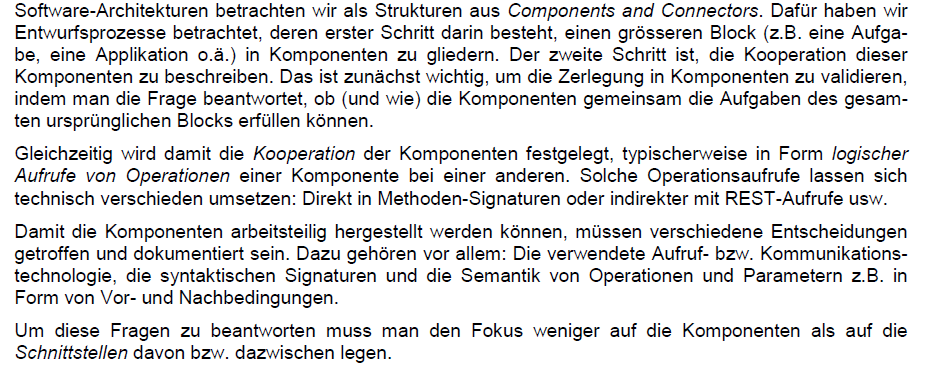 Software-Architekturen betrachten wir als Strukturen aus Components and Connectors. Dafür haben wir
Entwurfsprozesse betrachtet, deren erster Schritt darin besteht, einen grösseren Block (z.B. eine Aufga-
be, eine Applikation o.ä.) in Komponenten zu gliedern. Der zweite Schritt ist, die Kooperation dieser
Komponenten zu beschreiben. Das ist zunächst wichtig, um die Zerlegung in Komponenten zu validieren,
indem man die Frage beantwortet, ob (und wie) die Komponenten gemeinsam die Aufgaben des gesam-
ten ursprünglichen Blocks erfüllen können.
Gleichzeitig wird damit die Kooperation der Komponenten festgelegt, typischerweise in Form logischer
Aufrufe von Operationen einer Komponente bei einer anderen. Solche Operationsaufrufe lassen sich
technisch verschieden umsetzen: Direkt in Methoden-Signaturen oder indirekter mit REST-Aufrufe usw.
Damit die Komponenten arbeitsteilig hergestellt werden können, müssen verschiedene Entscheidungen
getroffen und dokumentiert sein. Dazu gehören vor allem: Die verwendete Aufruf- bzw. Kommunikations-
technologie, die syntaktischen Signaturen und die Semantik von Operationen und Parametern z.B. in
Form von Vor- und Nachbedingungen.
Um diese Fragen zu beantworten muss man den Fokus weniger auf die Komponenten als auf die
Schnittstellen davon bzw. dazwischen legen.